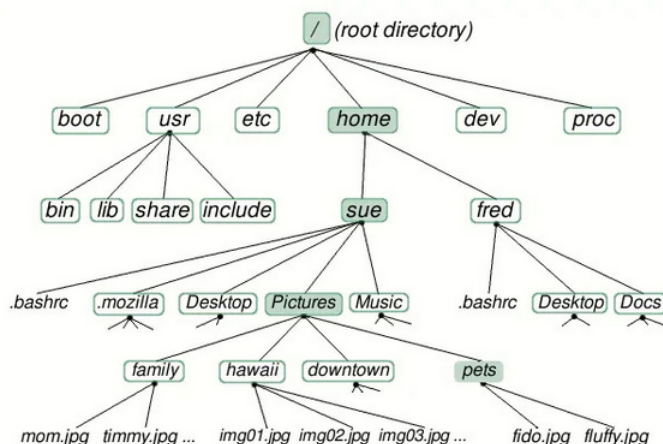 / (root directory)
boot usr etc home dev proc
bin lib share include sue fred
.bashrc .mozilla Desktop Pictures Music .bashrc Desktop Docs
family hawaii downtown pets
mom.jpg timmy.jpg ... img01.jpg img02.jpg img03.jpg ... fido.jpg fluffy.jpg